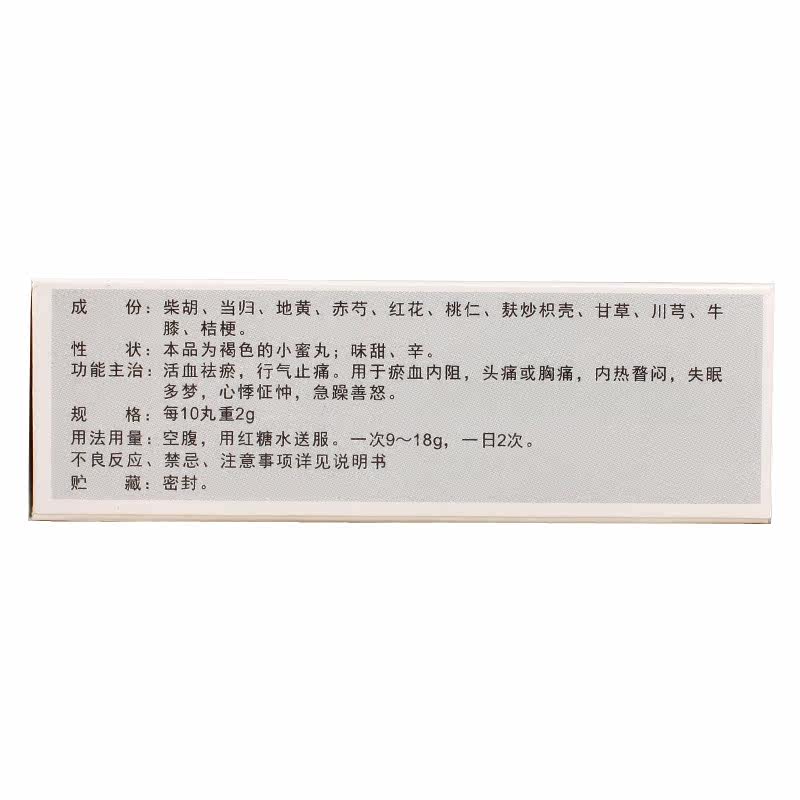 成　　份：柴胡、当归、地黄、赤芍、红花、桃仁、麸炒枳壳、甘草、川芎、牛
膝、桔梗。
性　　状：本品为褐色的小蜜丸；味甜、辛。
功能主治：活血祛瘀，行气止痛。用于瘀血内阻，头痛或胸痛，内热瞀闷，失眠
多梦，心悸怔忡，急躁善怒。
规　　格：每10丸重2g
用法用量：空腹，用红糖水送服。一次9～18g，一日2次。
不良反应、禁忌、注意事项详见说明书
贮　　藏：密封。